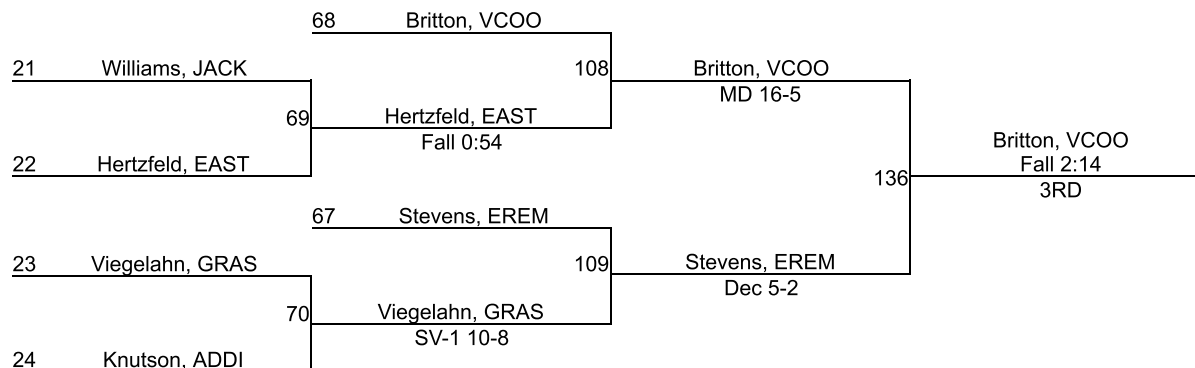 68 Britton, VCOO
21 Williams, JACK
108 Britton, VCOO
MD 16-5
69 Hertzfeld, EAST
Fall 0:54
22 Hertzfeld, EAST
136 Britton, VCOO
Fall 2:14
3RD
67 Stevens, EREM
23 Viegelahn, GRAS
109 Stevens, EREM
Dec 5-2
70 Viegelahn, GRAS
SV-1 10-8
24 Knutson, ADDI